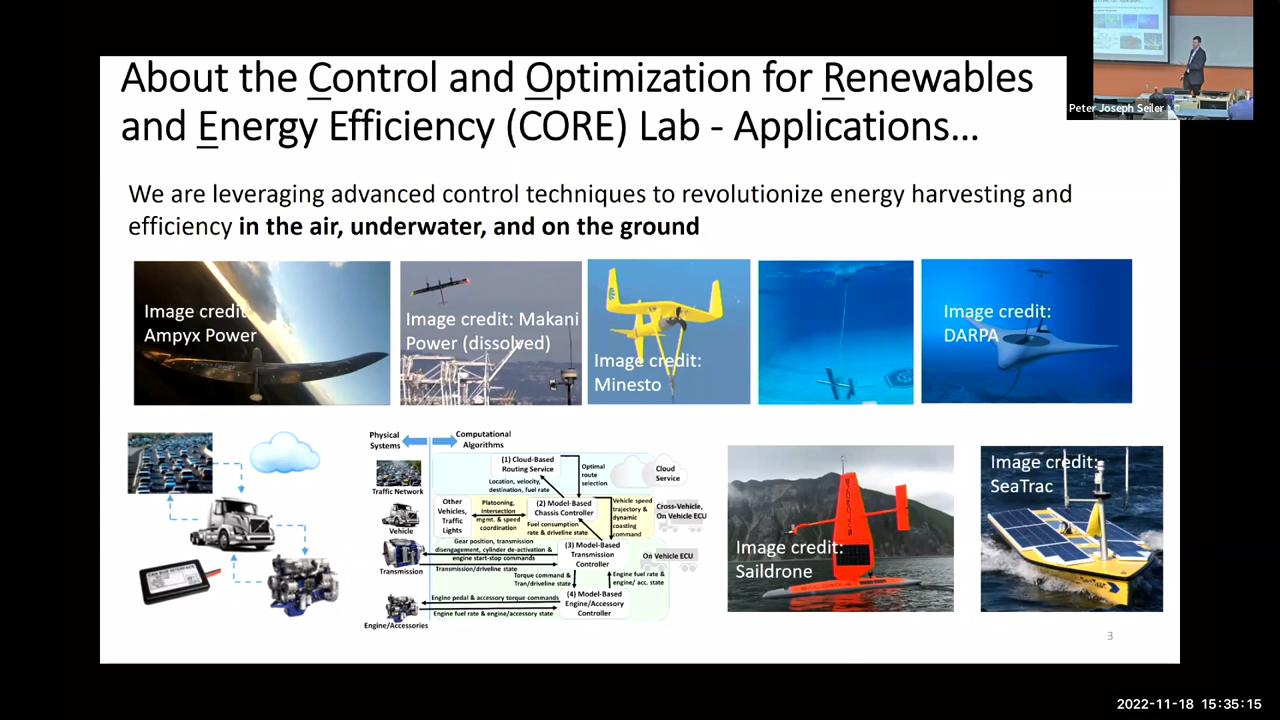 About the Control and Optimization for Renewables
and Energy Efficiency (CORE) Lab - Applications...
Peter Joseph Seiler
We are leveraging advanced control techniques to revolutionize energy harvesting and
efficiency in the air, underwater, and on the ground
Image credit:
Ampyx Power
Image credit: Makani
Power (dissolved)
Image credit:
Minesto
Image credit:
DARPA
Physical
Systems
Computational
Algorithms
Traffic Network
Vehicle
Transmission
Engine/Accessories
(1) Cloud-Based
Routing Service
Optimal
route
selection
Cloud
Service
Location, velocity,
destination, fuel rate
Other
Vehicles,
Traffic
Lights
Platooning,
intersection
mgmt. & speed
coordination
(2) Model-Based
Chassis Controller
Vehicle speed
trajectory &
dynamic
coasting
command
Cross-Vehicle,
On Vehicle ECU
Fuel consumption
rate & driveline state
Gear position, transmission
disengagement, cylinder de-activation &
engine start-stop commands
Transmission/driveline state
(3) Model-Based
Transmission
Controller
On Vehicle ECU
Torque command &
Tran/driveline state
Engine fuel rate &
engine/ acc. state
Engine pedal & accessory torque commands
Engine fuel rate & engine/accessory state
(4) Model-Based
Engine/Accessory
Controller
Image credit:
Saildrone
Image credit:
SeaTrac
3
2022-11-18 15:35:15